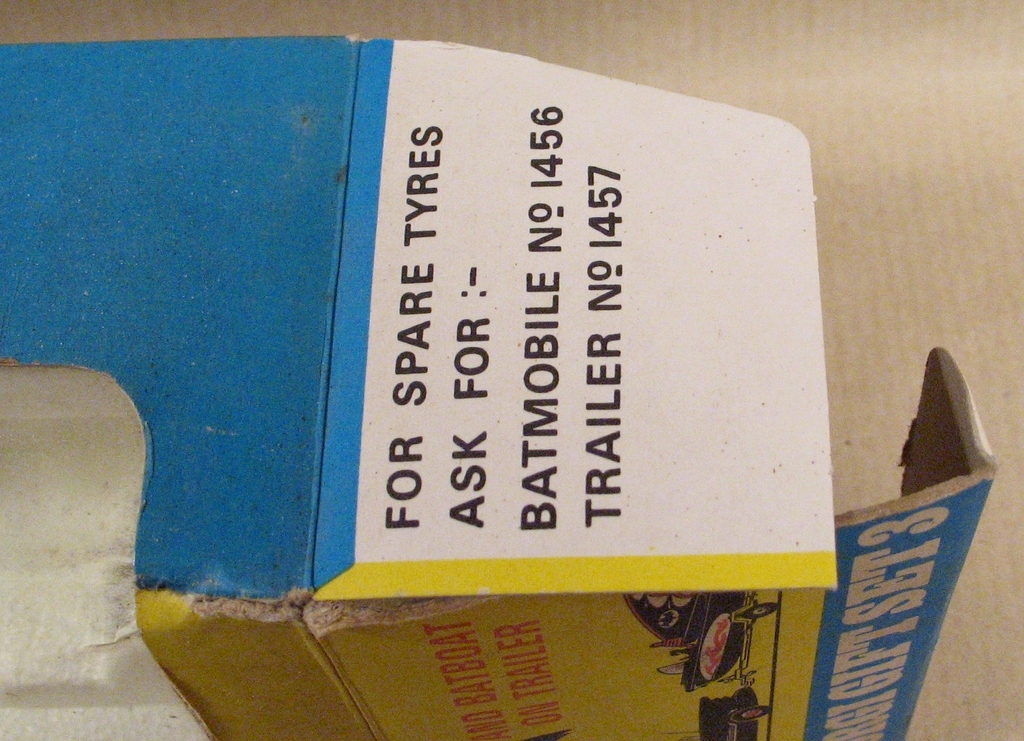 FOR SPARE TYRES
ASK FOR :-
BATMOBILE Nº 1456
TRAILER Nº 1457
AND BATBOAT
ON TRAILER
GIFT SET 3